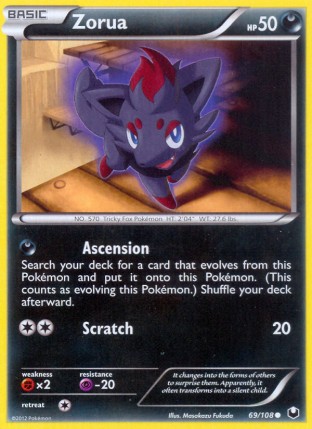 BASIC
Zorua
HP 50
NO. 570 Tricky Fox Pokémon HT: 2'04" WT: 27.6 lbs.
Ascension
Search your deck for a card that evolves from this
Pokémon and put it onto this Pokémon. (This
counts as evolving this Pokémon.) Shuffle your deck
afterward.
Scratch 20
weakness
×2
resistance
-20
retreat
It changes into the forms of others
to surprise them. Apparently, it
often transforms into a silent child.
©2012 Pokémon
Illus. Masakazu Fukuda
69/108